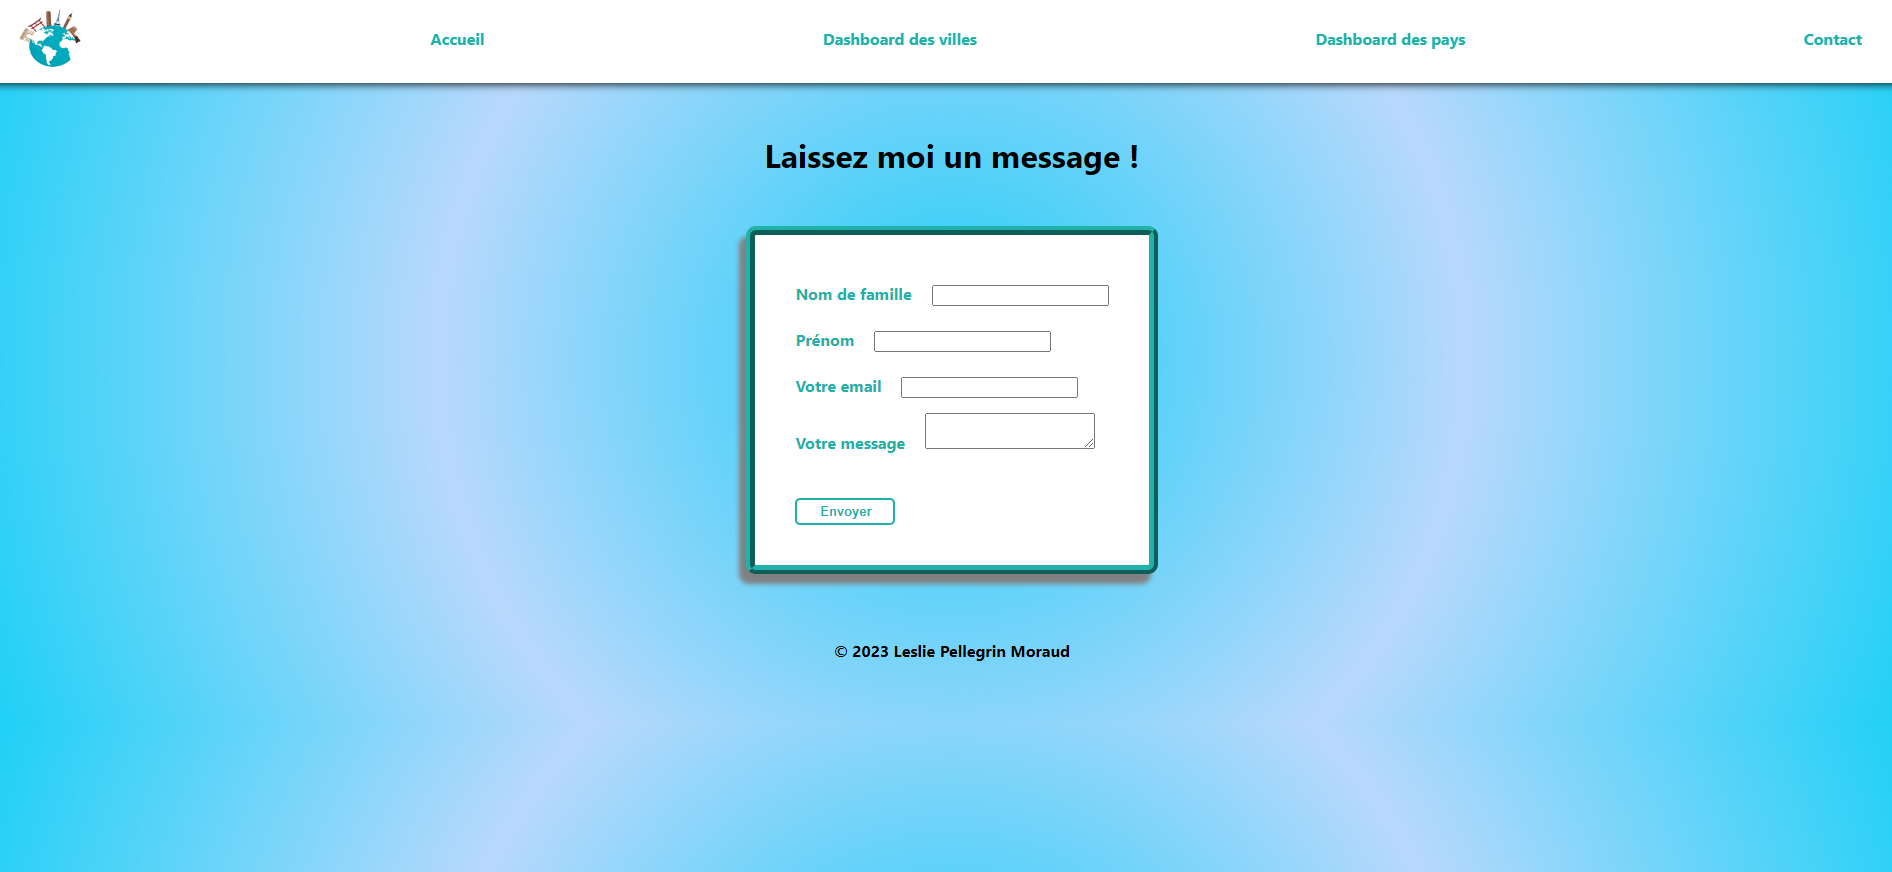 Accueil
Dashboard des villes
Dashboard des pays
Contact
Laissez moi un message !
Nom de famille
Prénom
Votre email
Votre message
Envoyer
© 2023 Leslie Pellegrin Moraud